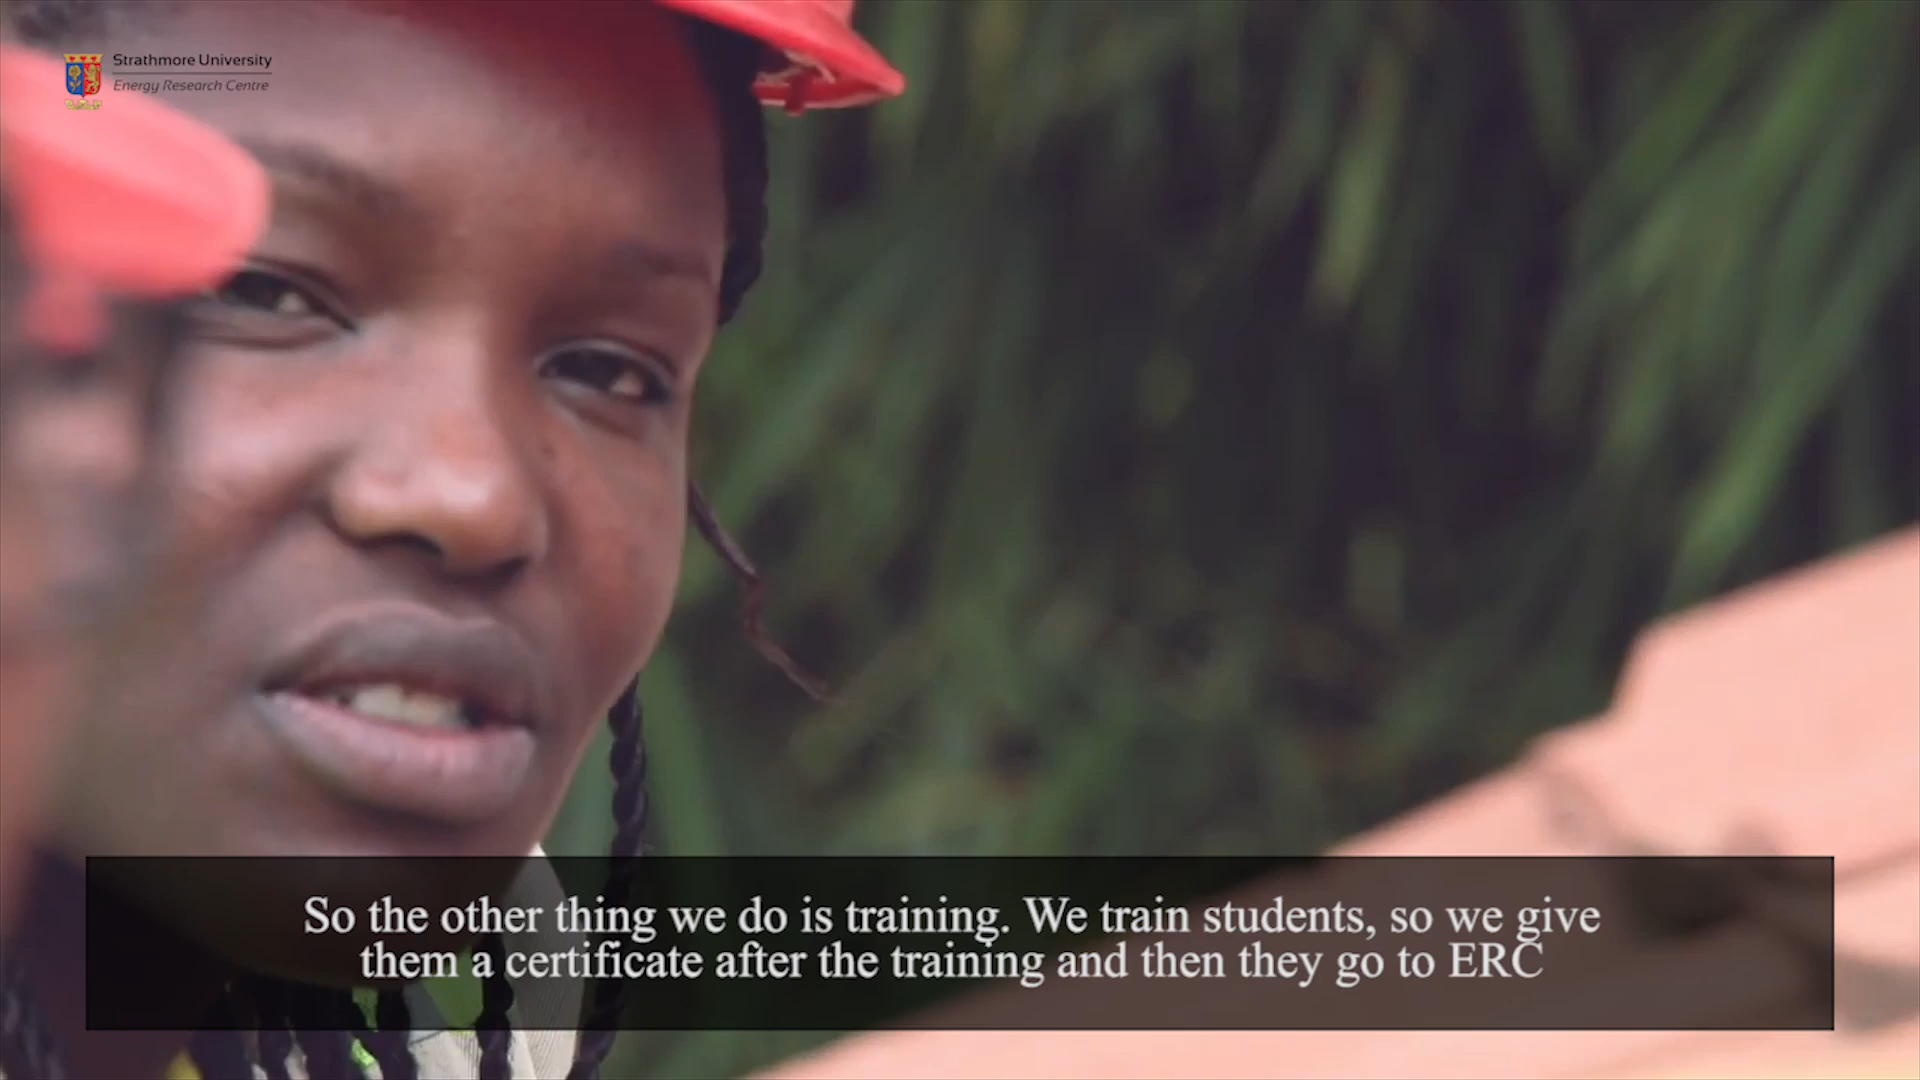 Strathmore University
Energy Research Centre
So the other thing we do is training. We train students, so we give
them a certificate after the training and then they go to ERC